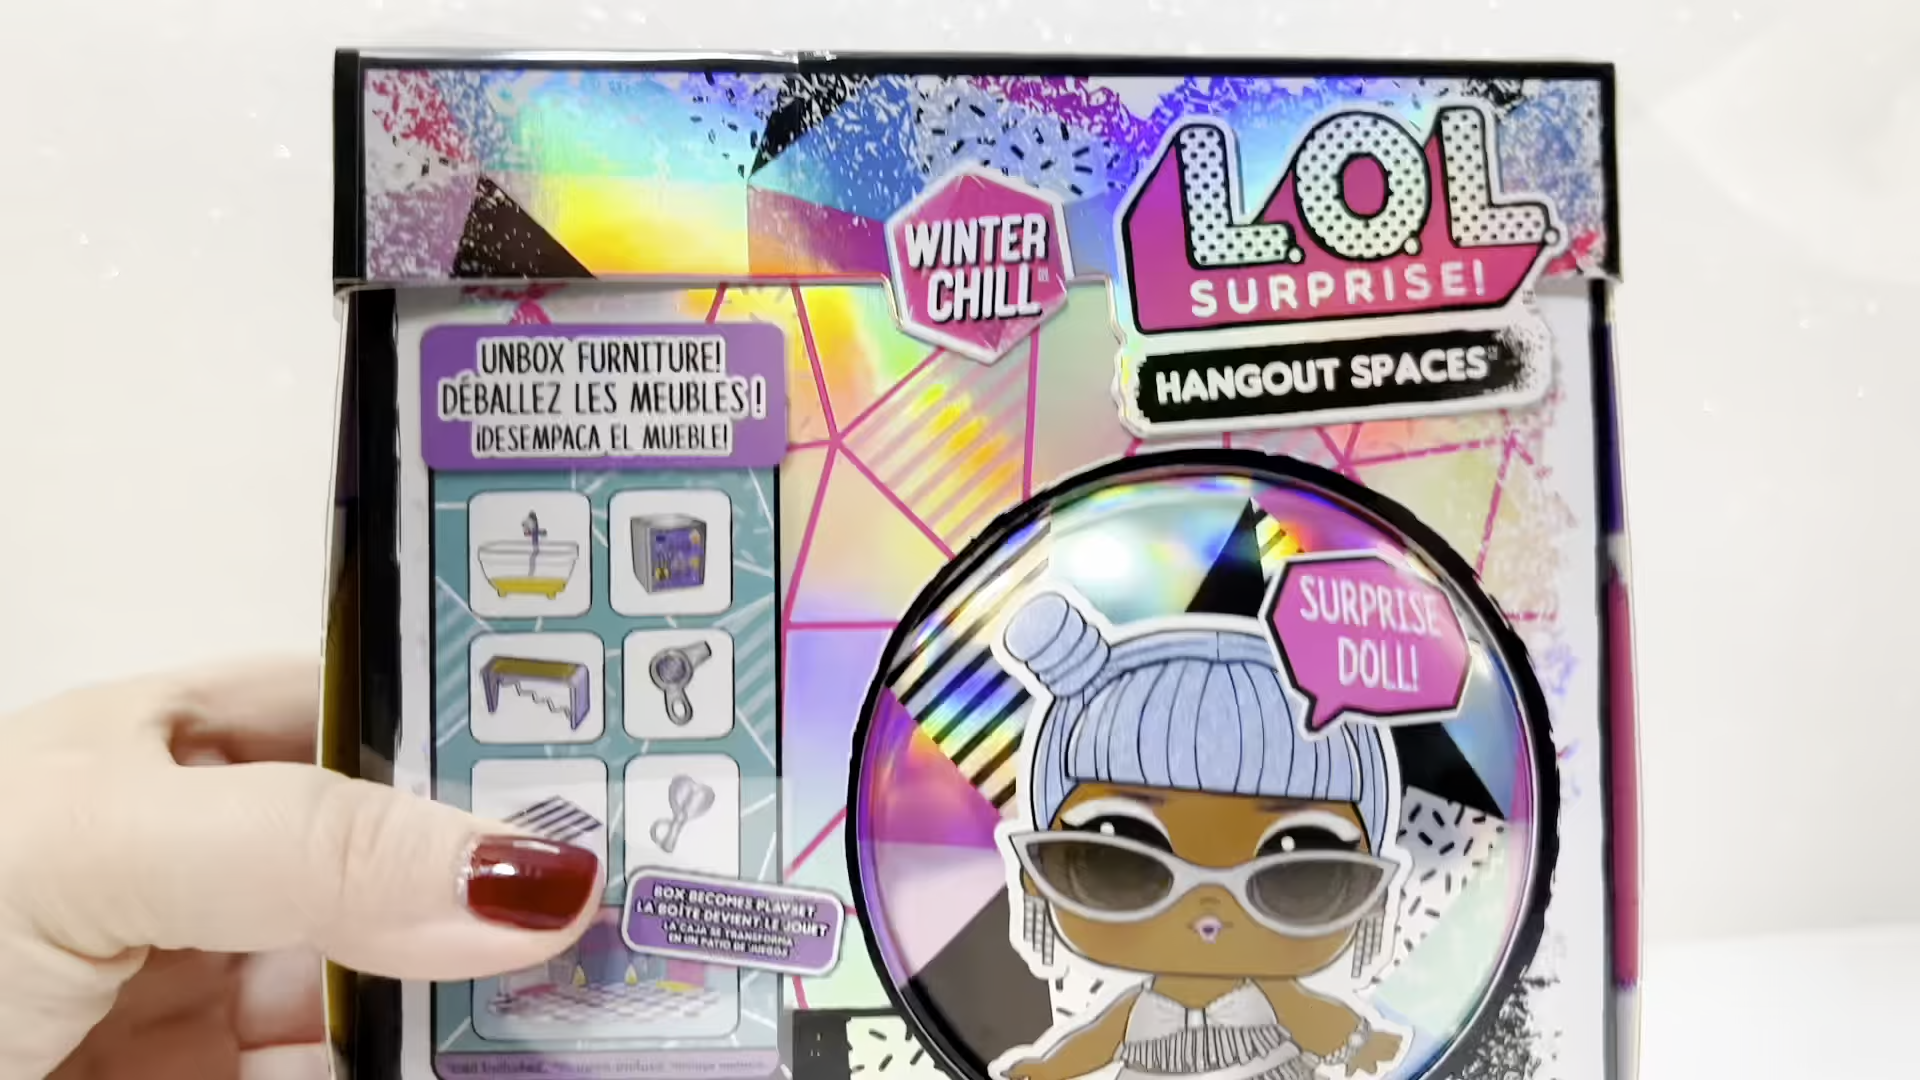 L.O.L.
SURPRISE!
WINTER
CHILL
HANGOUT SPACES
UNBOX FURNITURE!
DÉBALLEZ LES MEUBLES !
¡DESEMPACA EL MUEBLE!
SURPRISE
DOLL!
BOX BECOMES PLAYSET
LA BOÎTE DEVIENT LE JOUET
LA CAJA SE TRANSFORMA
EN UN PATIO DE JUEGOS